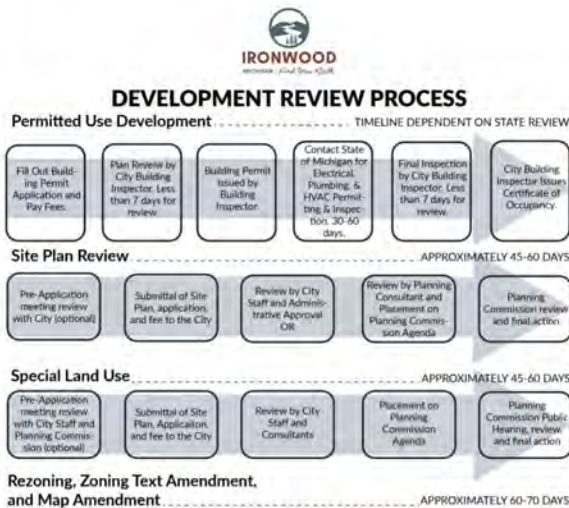 IRONWOOD
MICHIGAN Find Your North
DEVELOPMENT REVIEW PROCESS
Permitted Use Development TIMELINE DEPENDENT ON STATE REVIEW
Fill Out Buil-
ing Permit
Application and
Pay Fees.
Plan Review by
City Building
Inspector. Less
than 7 days for
review.
Building Permit
Issued by
Building
Inspector.
Contact State
of Michigan for
Electrical,
Plumbing, &
HVAC Permit-
ting & Inspec-
tion. 30-60
days.
Final Inspection
by City Building
Inspector. Less
than 7 days for
review.
City Building
Inspector Issues
Certificate of
Occupancy.
Site Plan Review APPROXIMATELY 45-60 DAYS
Pre-Application
meeting review
with City (optional)
Submittal of Site
Plan, application,
and fee to the City
Review by City
Staff and Adminis-
trative Approval
OR
Review by Planning
Consultant and
Placement on
Planning Commis-
sion Agenda
Planning
Commission review
and final action
Special Land Use APPROXIMATELY 45-60 DAYS
Pre-Application
meeting review
with City Staff and
Planning Commis-
sion (optional)
Submittal of Site
Plan, Application,
and fee to the City
Review by City
Staff and
Consultants
Placement on
Planning
Commission
Agenda
Planning
Commission Public
Hearing, review,
and final action
Rezoning, Zoning Text Amendment,
and Map Amendment APPROXIMATELY 60-70 DAYS